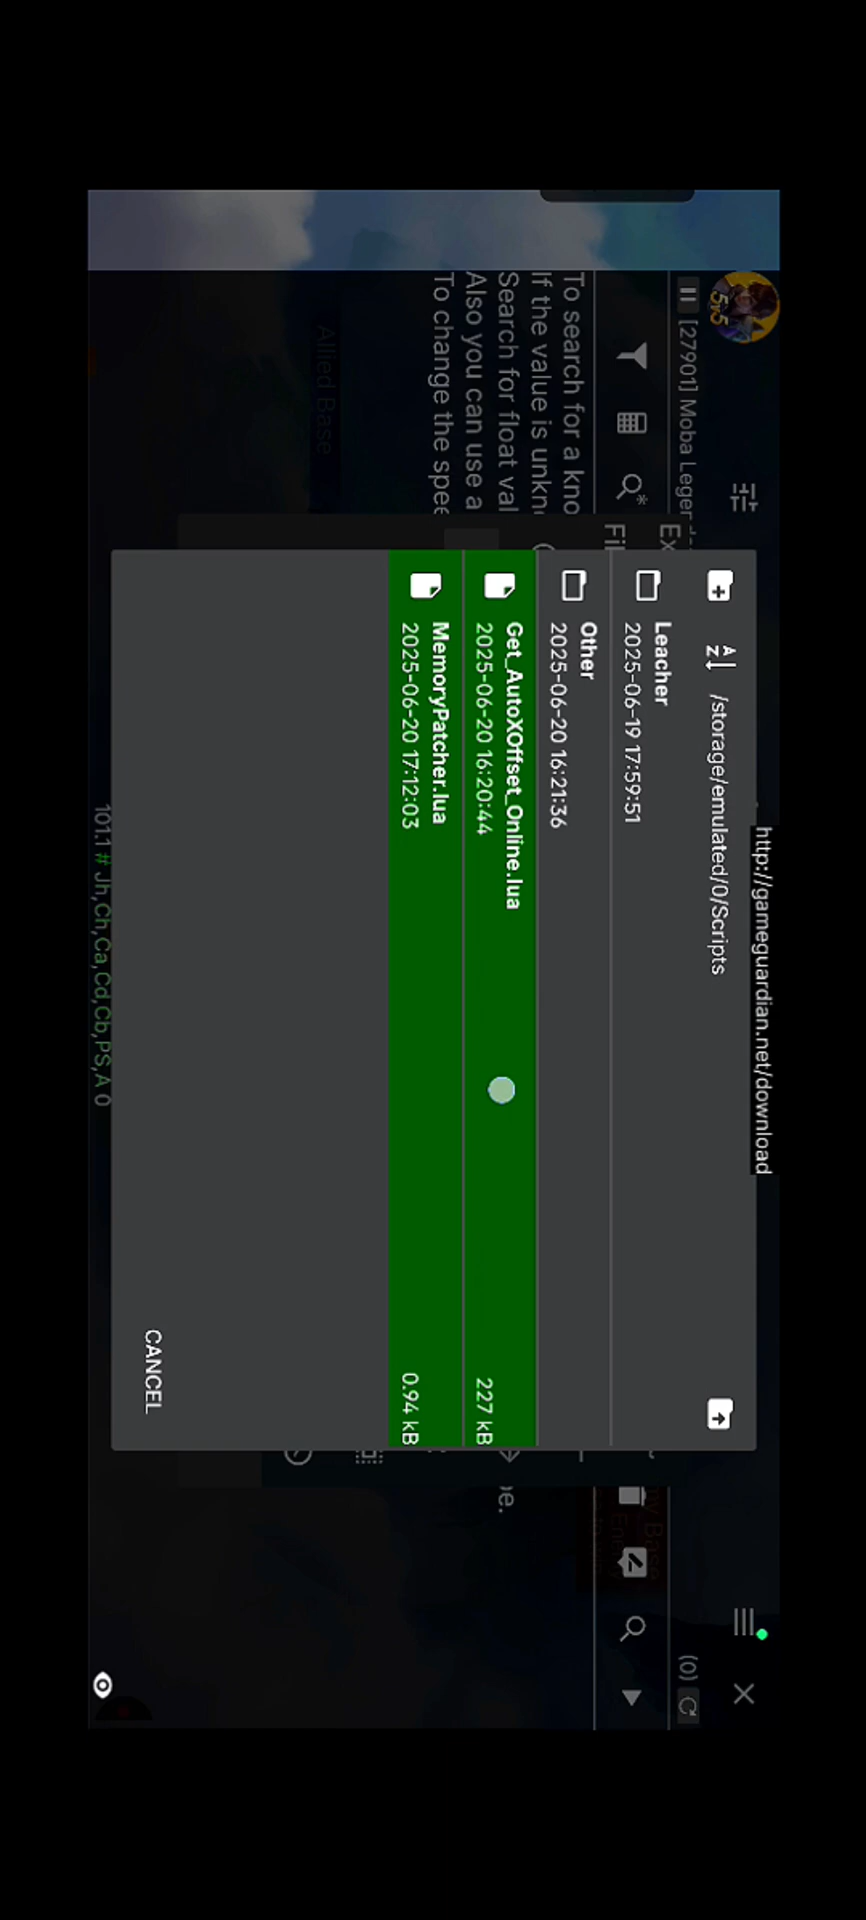 http://gameguardian.net/download
[27901] Moba Legen
(0)
To search for a kno
If the value is unkn
Search for float val
Also you can use a
To change the spee
Ex
Allied Base
/storage/emulated/0/Scripts
Leacher
2025-06-19 17:59:51
Other
2025-06-20 16:21:36
Get_AutoXOffset_Online.lua
2025-06-20 16:20:44
227 kB
MemoryPatcher.lua
2025-06-20 17:12:03
0.94 kB
CANCEL
101.1 # Jh,Ch,Ca,Cd,Cb,PS,A 0